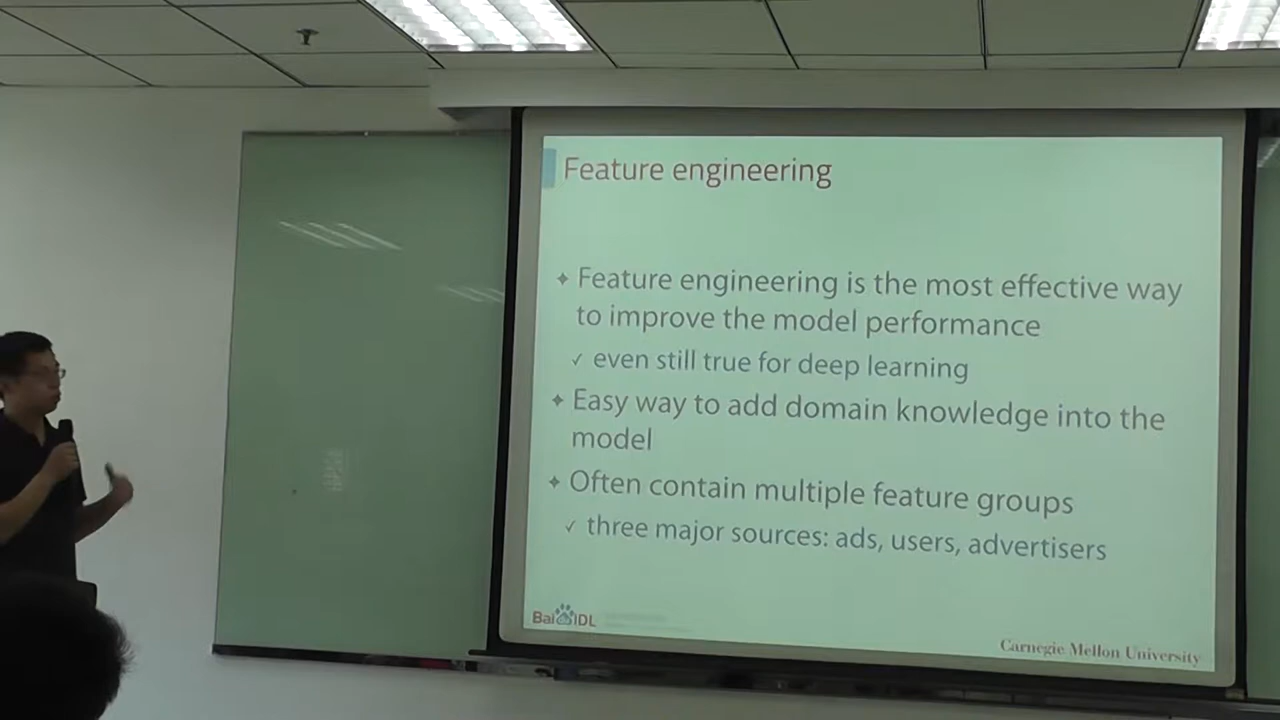 Feature engineering
Feature engineering is the most effective way
to improve the model performance
✓ even still true for deep learning
Easy way to add domain knowledge into the
model
Often contain multiple feature groups
✓ three major sources: ads, users, advertisers
Bai IDL
Carnegie Mellon University